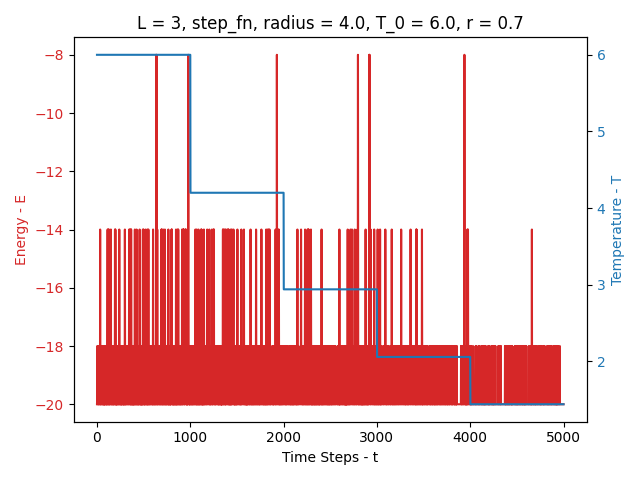 L = 3, step_fn, radius = 4.0, T_0 = 6.0, r = 0.7
−8
−10
−12
−14
−16
−18
−20
Energy - E
6
5
4
3
2
Temperature - T
0 1000 2000 3000 4000 5000
Time Steps - t